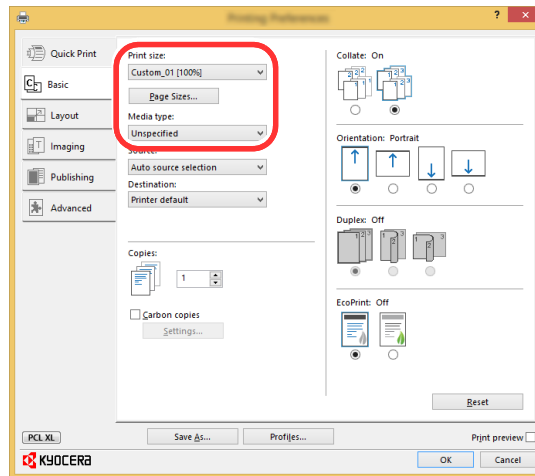 Printing Preferences
?
Quick Print
Basic
Layout
Imaging
Publishing
Advanced
Print size:
Custom_01 [100%]
Page Sizes...
Media type:
Unspecified
Source:
Auto source selection
Destination:
Printer default
Copies:
1
Carbon copies
Settings...
Collate: On
Orientation: Portrait
Duplex: Off
EcoPrint: Off
Reset
PCL XL
Save As...
Profiles...
Print preview
KYOCERA
OK
Cancel